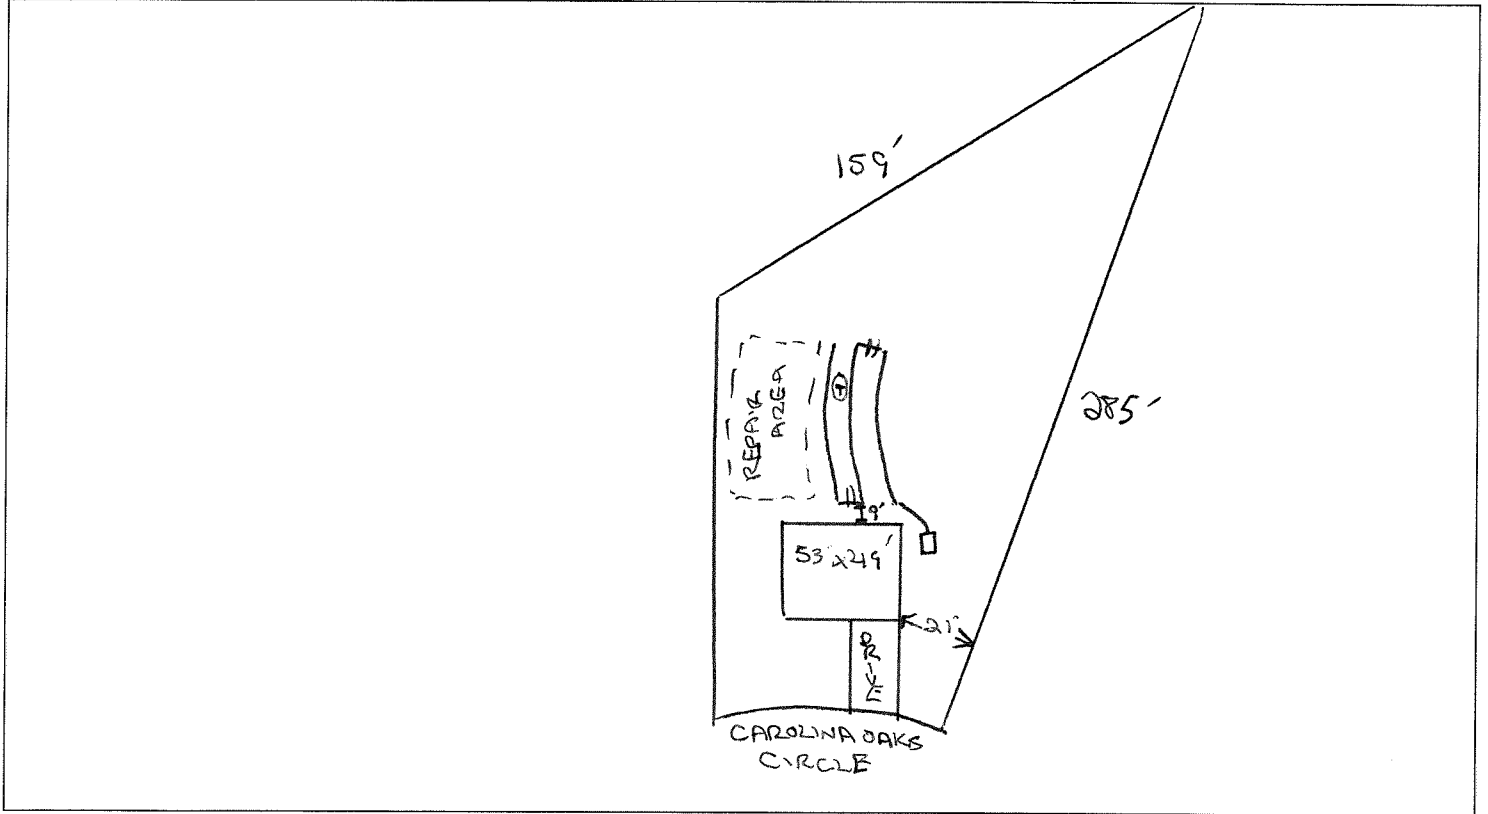 159'
285'
REPAIR
AREA
9'
53'x49'
21'
DRIVE
CAROLINA OAKS
CIRCLE